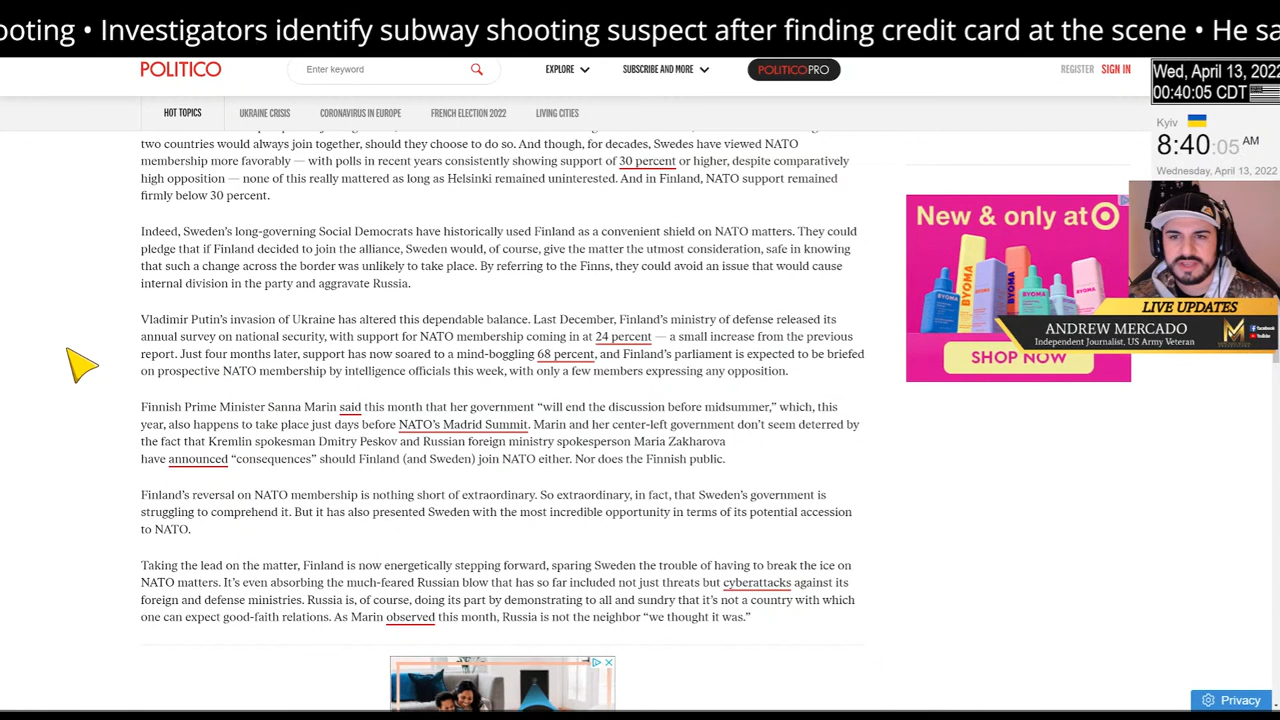 ooting • Investigators identify subway shooting suspect after finding credit card at the scene • He sa
POLITICO
Enter keyword
EXPLORE
SUBSCRIBE AND MORE
POLITICOPRO
REGISTER
SIGN IN
Wed, April 13, 2022
00:40:05 CDT
HOT TOPICS
UKRAINE CRISIS
CORONAVIRUS IN EUROPE
FRENCH ELECTION 2022
LIVING CITIES
Kyiv
8:40:05 AM
Wednesday, April 13, 2022
two countries would always join together, should they choose to do so. And though, for decades, Swedes have viewed NATO
membership more favorably — with polls in recent years consistently showing support of 30 percent or higher, despite comparatively
high opposition — none of this really mattered as long as Helsinki remained uninterested. And in Finland, NATO support remained
firmly below 30 percent.
Indeed, Sweden’s long-governing Social Democrats have historically used Finland as a convenient shield on NATO matters. They could
pledge that if Finland decided to join the alliance, Sweden would, of course, give the matter the utmost consideration, safe in knowing
that such a change across the border was unlikely to take place. By referring to the Finns, they could avoid an issue that would cause
internal division in the party and aggravate Russia.
Vladimir Putin’s invasion of Ukraine has altered this dependable balance. Last December, Finland’s ministry of defense released its
annual survey on national security, with support for NATO membership coming in at 24 percent — a small increase from the previous
report. Just four months later, support has now soared to a mind-boggling 68 percent, and Finland’s parliament is expected to be briefed
on prospective NATO membership by intelligence officials this week, with only a few members expressing any opposition.
Finnish Prime Minister Sanna Marin said this month that her government “will end the discussion before midsummer,” which, this
year, also happens to take place just days before NATO’s Madrid Summit. Marin and her center-left government don’t seem deterred by
the fact that Kremlin spokesman Dmitry Peskov and Russian foreign ministry spokesperson Maria Zakharova
have announced “consequences” should Finland (and Sweden) join NATO either. Nor does the Finnish public.
Finland’s reversal on NATO membership is nothing short of extraordinary. So extraordinary, in fact, that Sweden’s government is
struggling to comprehend it. But it has also presented Sweden with the most incredible opportunity in terms of its potential accession
to NATO.
Taking the lead on the matter, Finland is now energetically stepping forward, sparing Sweden the trouble of having to break the ice on
NATO matters. It’s even absorbing the much-feared Russian blow that has so far included not just threats but cyberattacks against its
foreign and defense ministries. Russia is, of course, doing its part by demonstrating to all and sundry that it’s not a country with which
one can expect good-faith relations. As Marin observed this month, Russia is not the neighbor “we thought it was.”
New & only at
BYOMA
BYOMA
BYOMA
SHOP NOW
LIVE UPDATES
ANDREW MERCADO
Independent Journalist, US Army Veteran
facebook
YouTube
Privacy